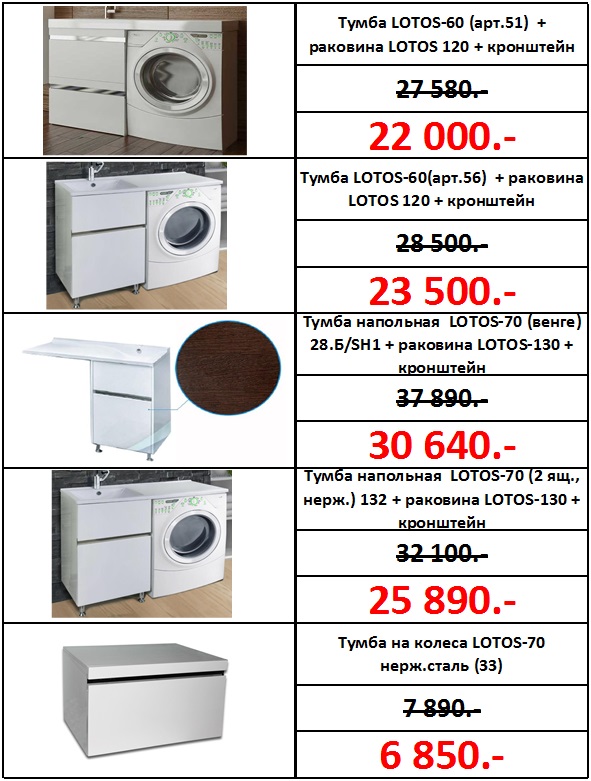 Тумба LOTOS-60 (арт.51) +
раковина LOTOS 120 + кронштейн
27 580.-
22 000.-
Тумба LOTOS-60(арт.56) + раковина
LOTOS 120 + кронштейн
28 500.-
23 500.-
Тумба напольная LOTOS-70 (венге)
28.Б/SH1 + раковина LOTOS-130 +
кронштейн
37 890.-
30 640.-
Тумба напольная LOTOS-70 (2 ящ.,
нерж.) 132 + раковина LOTOS-130 +
кронштейн
32 100.-
25 890.-
Тумба на колеса LOTOS-70
нерж.сталь (33)
7 890.-
6 850.-